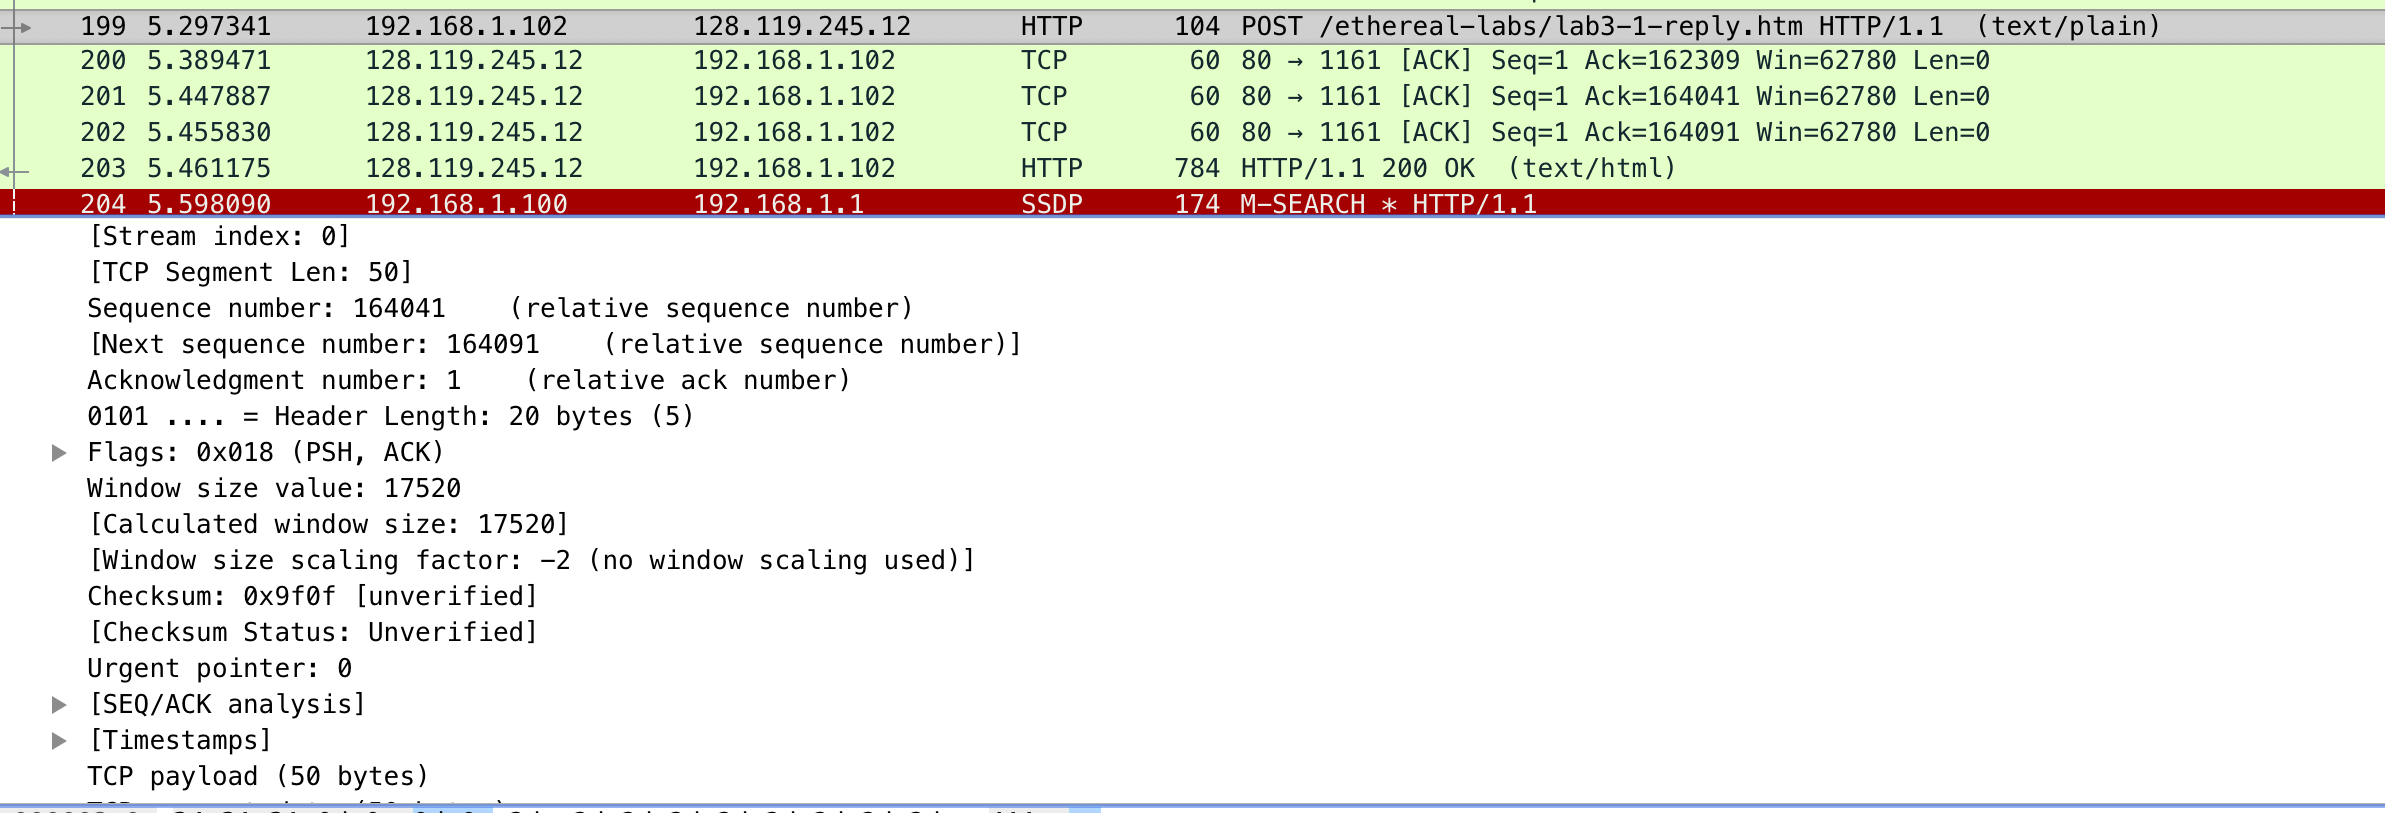 199 5.297341 192.168.1.102 128.119.245.12 HTTP 104 POST /ethereal-labs/lab3-1-reply.htm HTTP/1.1 (text/plain)
200 5.389471 128.119.245.12 192.168.1.102 TCP 60 80 → 1161 [ACK] Seq=1 Ack=162309 Win=62780 Len=0
201 5.447887 128.119.245.12 192.168.1.102 TCP 60 80 → 1161 [ACK] Seq=1 Ack=164041 Win=62780 Len=0
202 5.455830 128.119.245.12 192.168.1.102 TCP 60 80 → 1161 [ACK] Seq=1 Ack=164091 Win=62780 Len=0
203 5.461175 128.119.245.12 192.168.1.102 HTTP 784 HTTP/1.1 200 OK (text/html)
204 5.598090 192.168.1.100 192.168.1.1 SSDP 174 M-SEARCH * HTTP/1.1
[Stream index: 0]
[TCP Segment Len: 50]
Sequence number: 164041 (relative sequence number)
[Next sequence number: 164091 (relative sequence number)]
Acknowledgment number: 1 (relative ack number)
0101 .... = Header Length: 20 bytes (5)
Flags: 0x018 (PSH, ACK)
Window size value: 17520
[Calculated window size: 17520]
[Window size scaling factor: -2 (no window scaling used)]
Checksum: 0x9f0f [unverified]
[Checksum Status: Unverified]
Urgent pointer: 0
[SEQ/ACK analysis]
[Timestamps]
TCP payload (50 bytes)